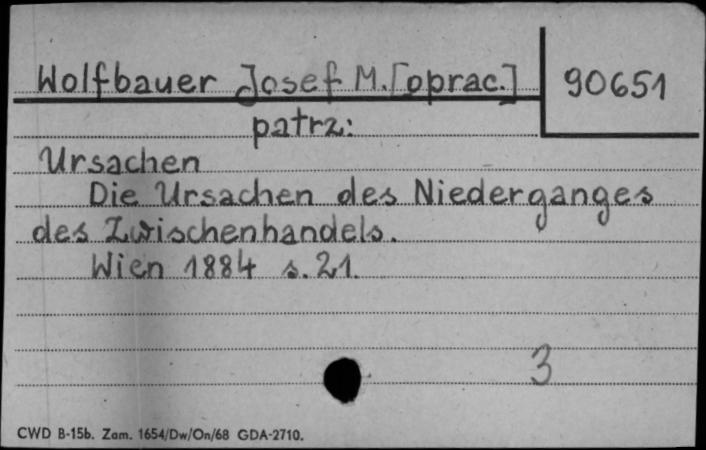 Wolfbauer Josef M. [oprac.] 90651
patrz:
Ursachen
Die Ursachen des Niederganges
des Zwischenhandels.
Wien 1884 s. 21.
3
CWD B-15b. Zam. 1654/Dw/On/68 GDA-2710.